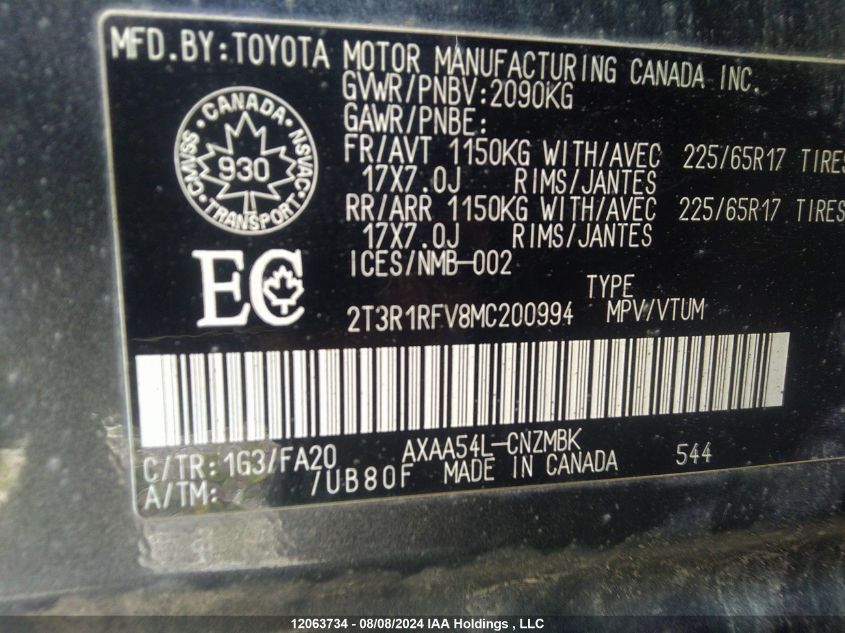 MFD.BY:TOYOTA MOTOR MANUFACTURING CANADA INC.
GVWR/PNBV:2090KG
GAWR/PNBE:
FR/AVT 1150KG WITH/AVEC 225/65R17 TIRES
17X7.0J RIMS/JANTES
RR/ARR 1150KG WITH/AVEC 225/65R17 TIRES
17X7.0J RIMS/JANTES
ICES/NMB-002
CANADA
CMVSS
NSVAC
930
TRANSPORT
EC
TYPE
2T3R1RFV8MC200994 MPV/VTUM
C/TR:1G3/FA20 AXAA54L-CNZMBK 544
A/TM: /UB80F MADE IN CANADA
12063734 - 08/08/2024 IAA Holdings , LLC